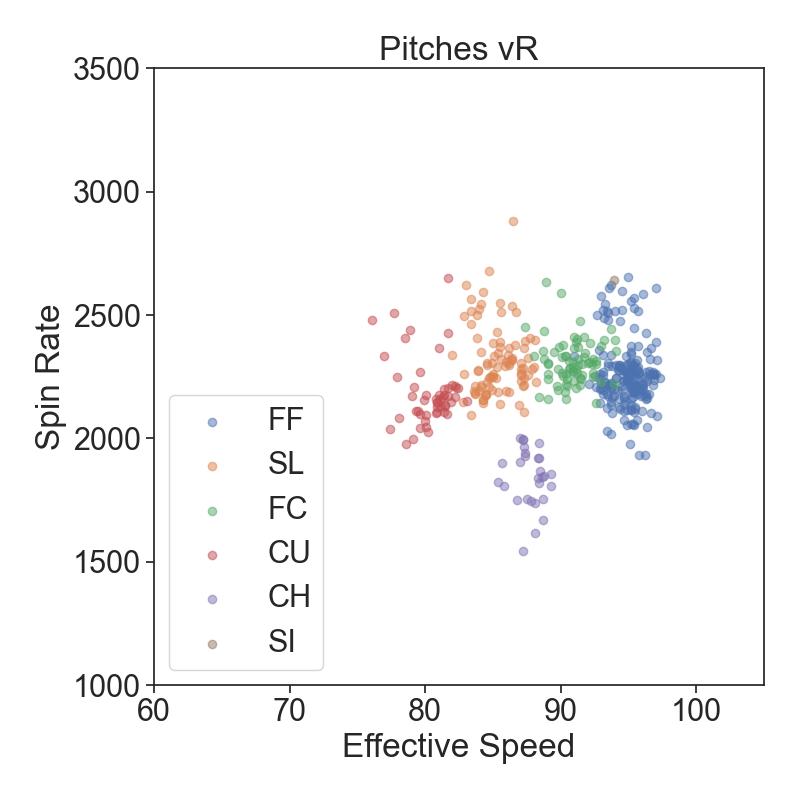 Pitches vR
3500
3000
2500
2000
1500
1000
Spin Rate
FF
SL
FC
CU
CH
SI
60 70 80 90 100
Effective Speed